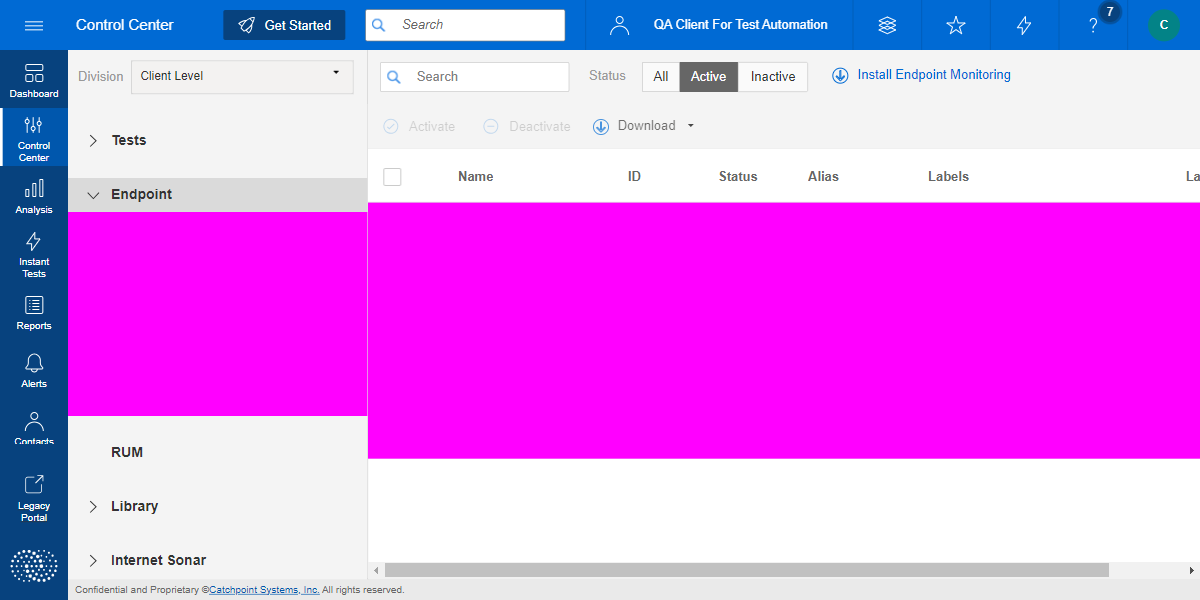 Control Center
Get Started
Search
QA Client For Test Automation
?
7
C
Dashboard
Control
Center
Analysis
Instant
Tests
Reports
Alerts
Contacts
Legacy
Portal
Division
Client Level
Tests
Endpoint
RUM
Library
Internet Sonar
Search
Status
All
Active
Inactive
Install Endpoint Monitoring
Activate
Deactivate
Download
Name
ID
Status
Alias
Labels
La
Confidential and Proprietary ©Catchpoint Systems, Inc. All rights reserved.